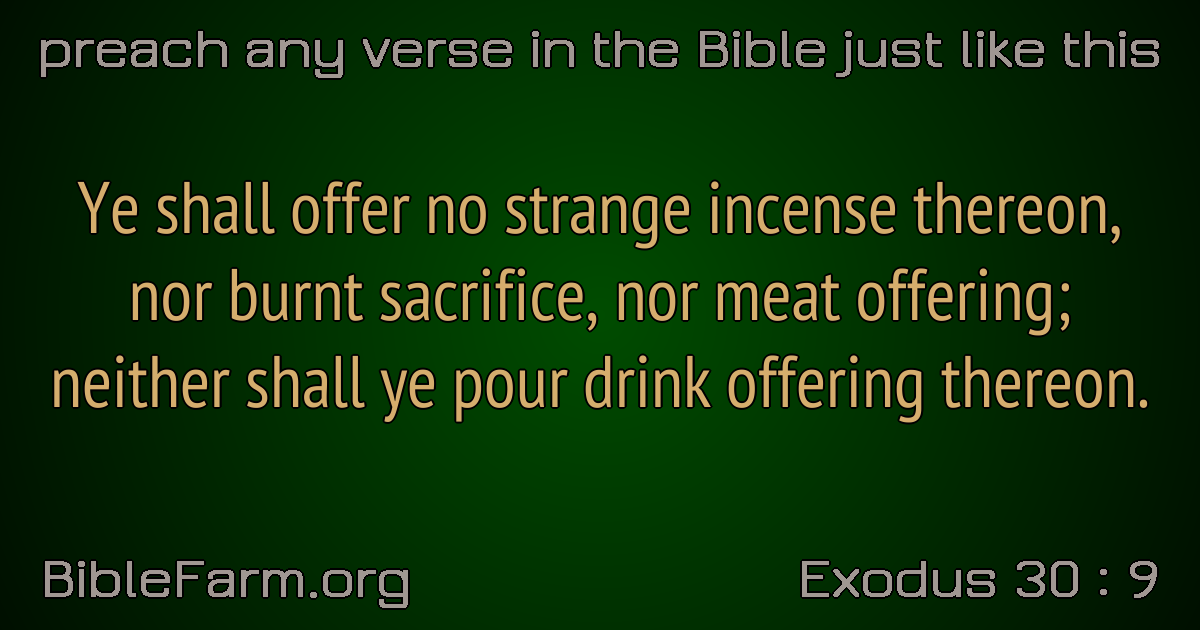 preach any verse in the Bible just like this
Ye shall offer no strange incense thereon,
nor burnt sacrifice, nor meat offering;
neither shall ye pour drink offering thereon.
BibleFarm.org
Exodus 30 : 9